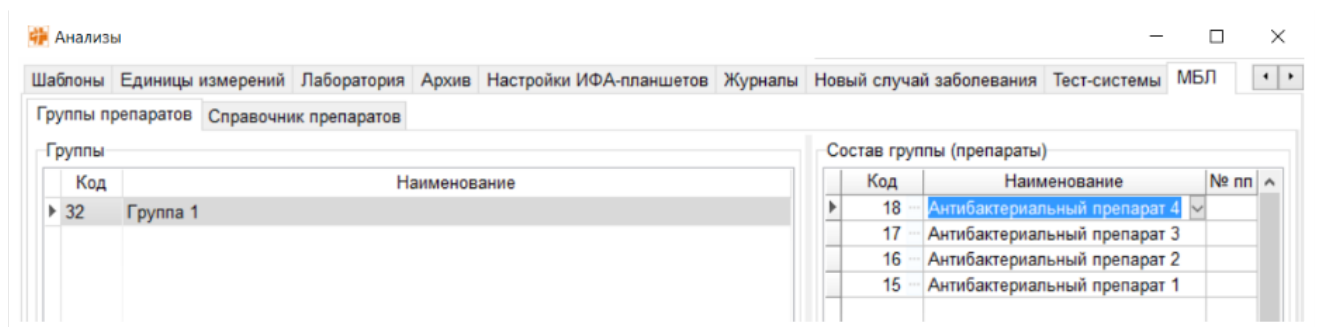 Анализы
Шаблоны Единицы измерений Лаборатория Архив Настройки ИФА-планшетов Журналы Новый случай заболевания Тест-системы МБЛ
Группы препаратов Справочник препаратов
Группы
Код Наименование
32 Группа 1
Состав группы (препараты)
Код Наименование № пп
18 ... Антибактериальный препарат 4
17 ... Антибактериальный препарат 3
16 ... Антибактериальный препарат 2
15 ... Антибактериальный препарат 1